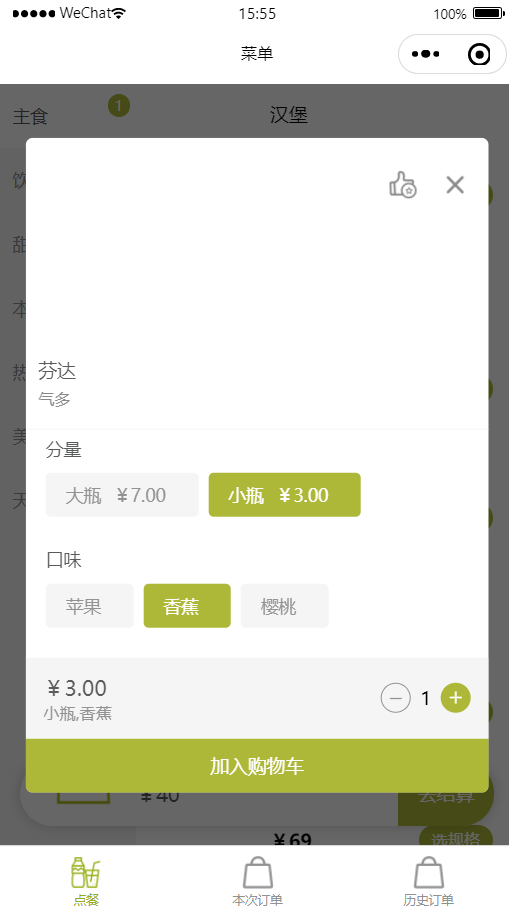 WeChat 15:55 100%
菜单
主食 1 汉堡
饮
甜
本
热
美
天
芬达
气多
分量
大瓶 ￥7.00 小瓶 ￥3.00
口味
苹果 香蕉 樱桃
￥3.00
小瓶,香蕉
1
加入购物车
￥40 去结算
￥69 选规格
点餐 本次订单 历史订单